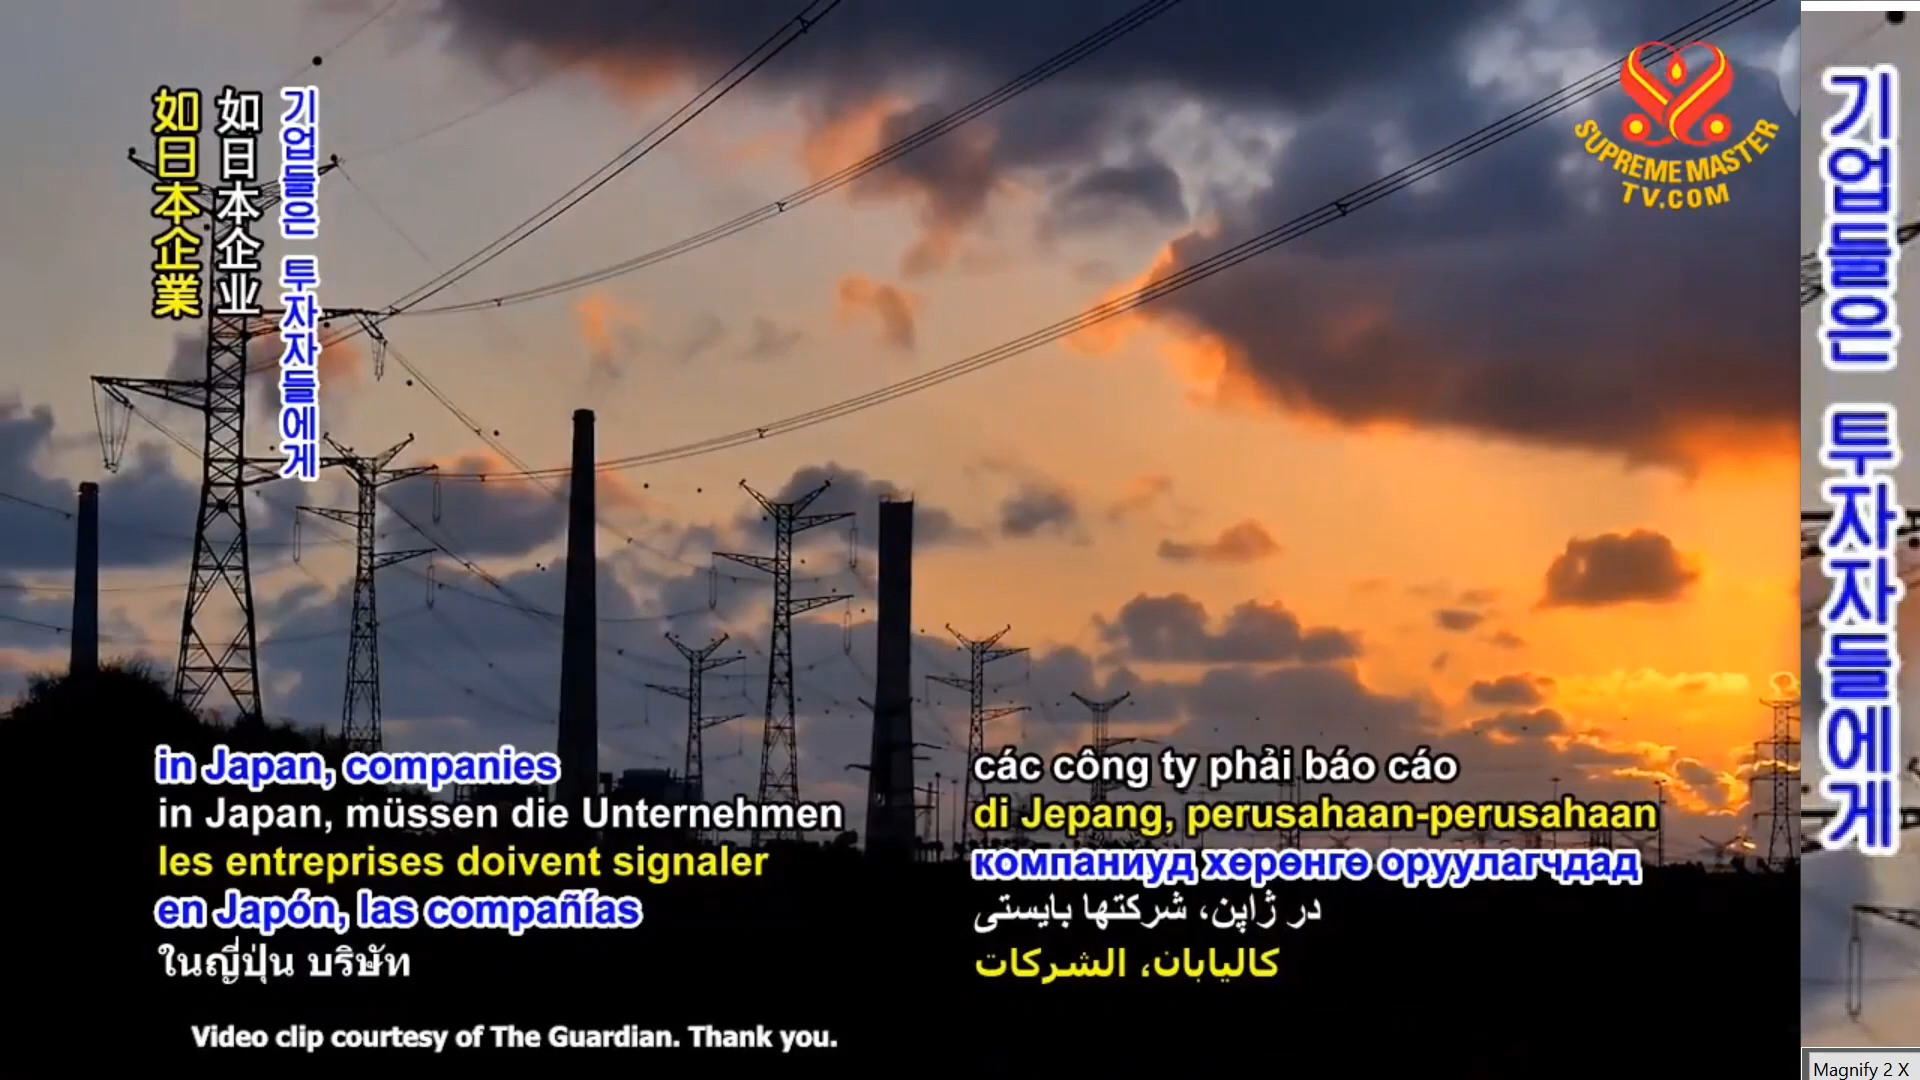 如日本企業
如日本企业
기업들은 투자자들에게
SUPREME MASTER
TV.COM
in Japan, companies
in Japan, müssen die Unternehmen
les entreprises doivent signaler
en Japón, las compañías
ในญี่ปุ่น บริษัท
các công ty phải báo cáo
di Jepang, perusahaan-perusahaan
компаниуд хөрөнгө оруулагчдад
در ژاپن، شرکتها بایستی
كاليابان، الشركات
Video clip courtesy of The Guardian. Thank you.
기업들은 투자자들에게
Magnify 2 X